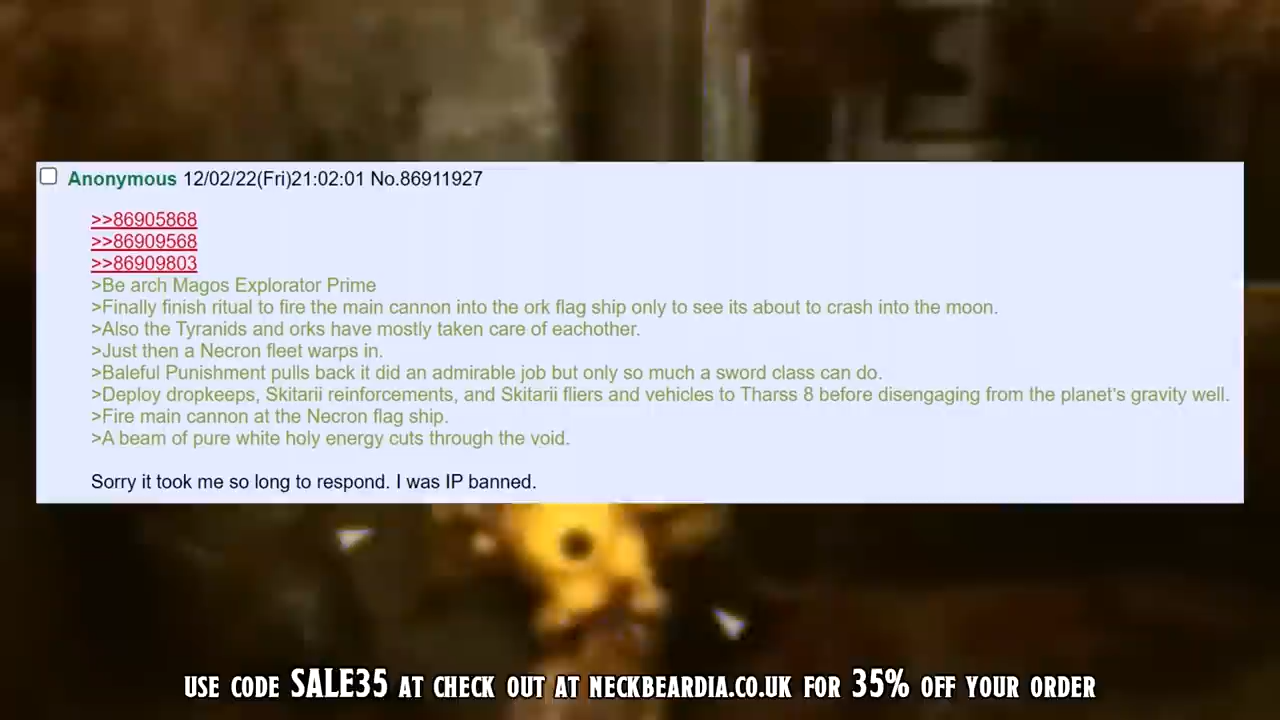 Anonymous 12/02/22(Fri)21:02:01 No.86911927
>>86905868
>>86909568
>>86909803
>Be arch Magos Explorator Prime
>Finally finish ritual to fire the main cannon into the ork flag ship only to see its about to crash into the moon.
>Also the Tyranids and orks have mostly taken care of eachother.
>Just then a Necron fleet warps in.
>Baleful Punishment pulls back it did an admirable job but only so much a sword class can do.
>Deploy dropkeeps, Skitarii reinforcements, and Skitarii fliers and vehicles to Tharss 8 before disengaging from the planet's gravity well.
>Fire main cannon at the Necron flag ship.
>A beam of pure white holy energy cuts through the void.
Sorry it took me so long to respond. I was IP banned.
USE CODE SALE35 AT CHECK OUT AT NECKBEARDIA.CO.UK FOR 35% OFF YOUR ORDER